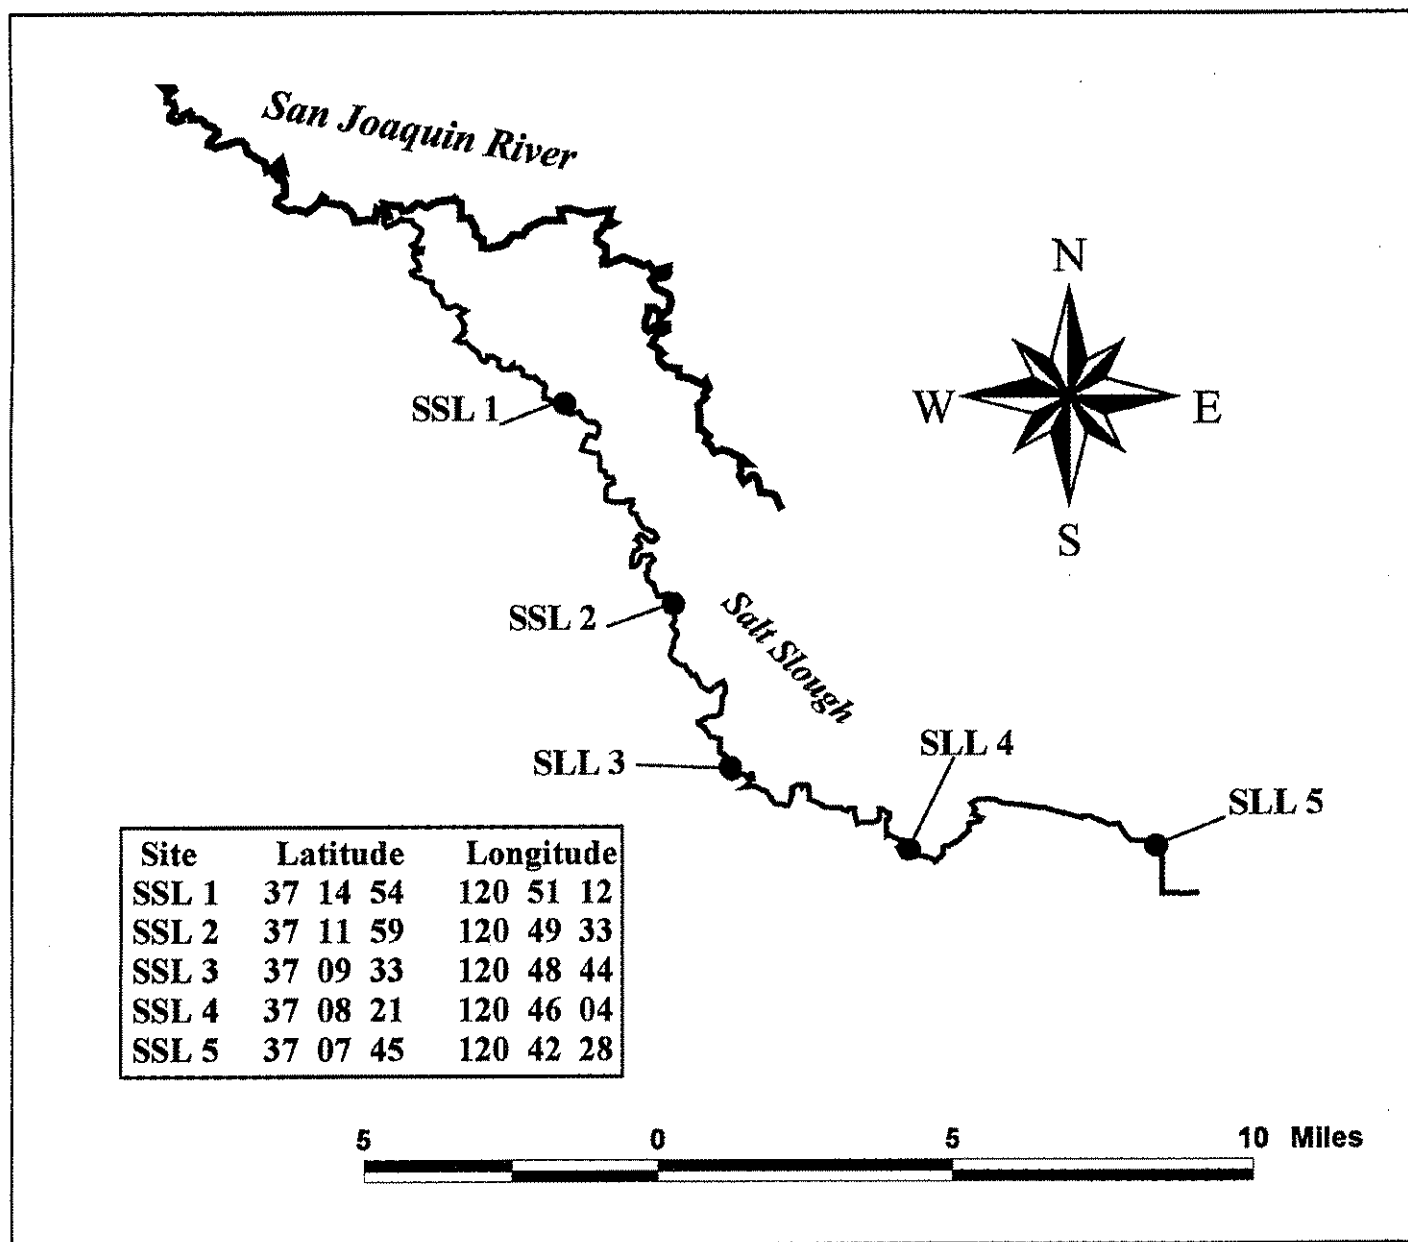 San Joaquin River
N
W
E
S
SSL 1
SSL 2
Salt Slough
SLL 3
SLL 4
SLL 5
Site Latitude Longitude
SSL 1 37 14 54 120 51 12
SSL 2 37 11 59 120 49 33
SSL 3 37 09 33 120 48 44
SSL 4 37 08 21 120 46 04
SSL 5 37 07 45 120 42 28
5 0 5 10 Miles